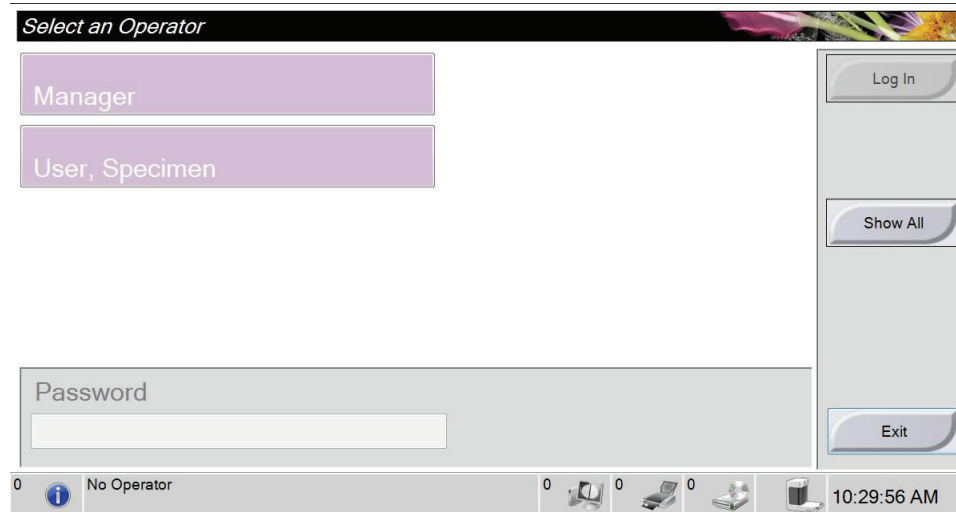 Select an Operator
Manager
User, Specimen
Log In
Show All
Password
Exit
0
No Operator
0
0
0
10:29:56 AM